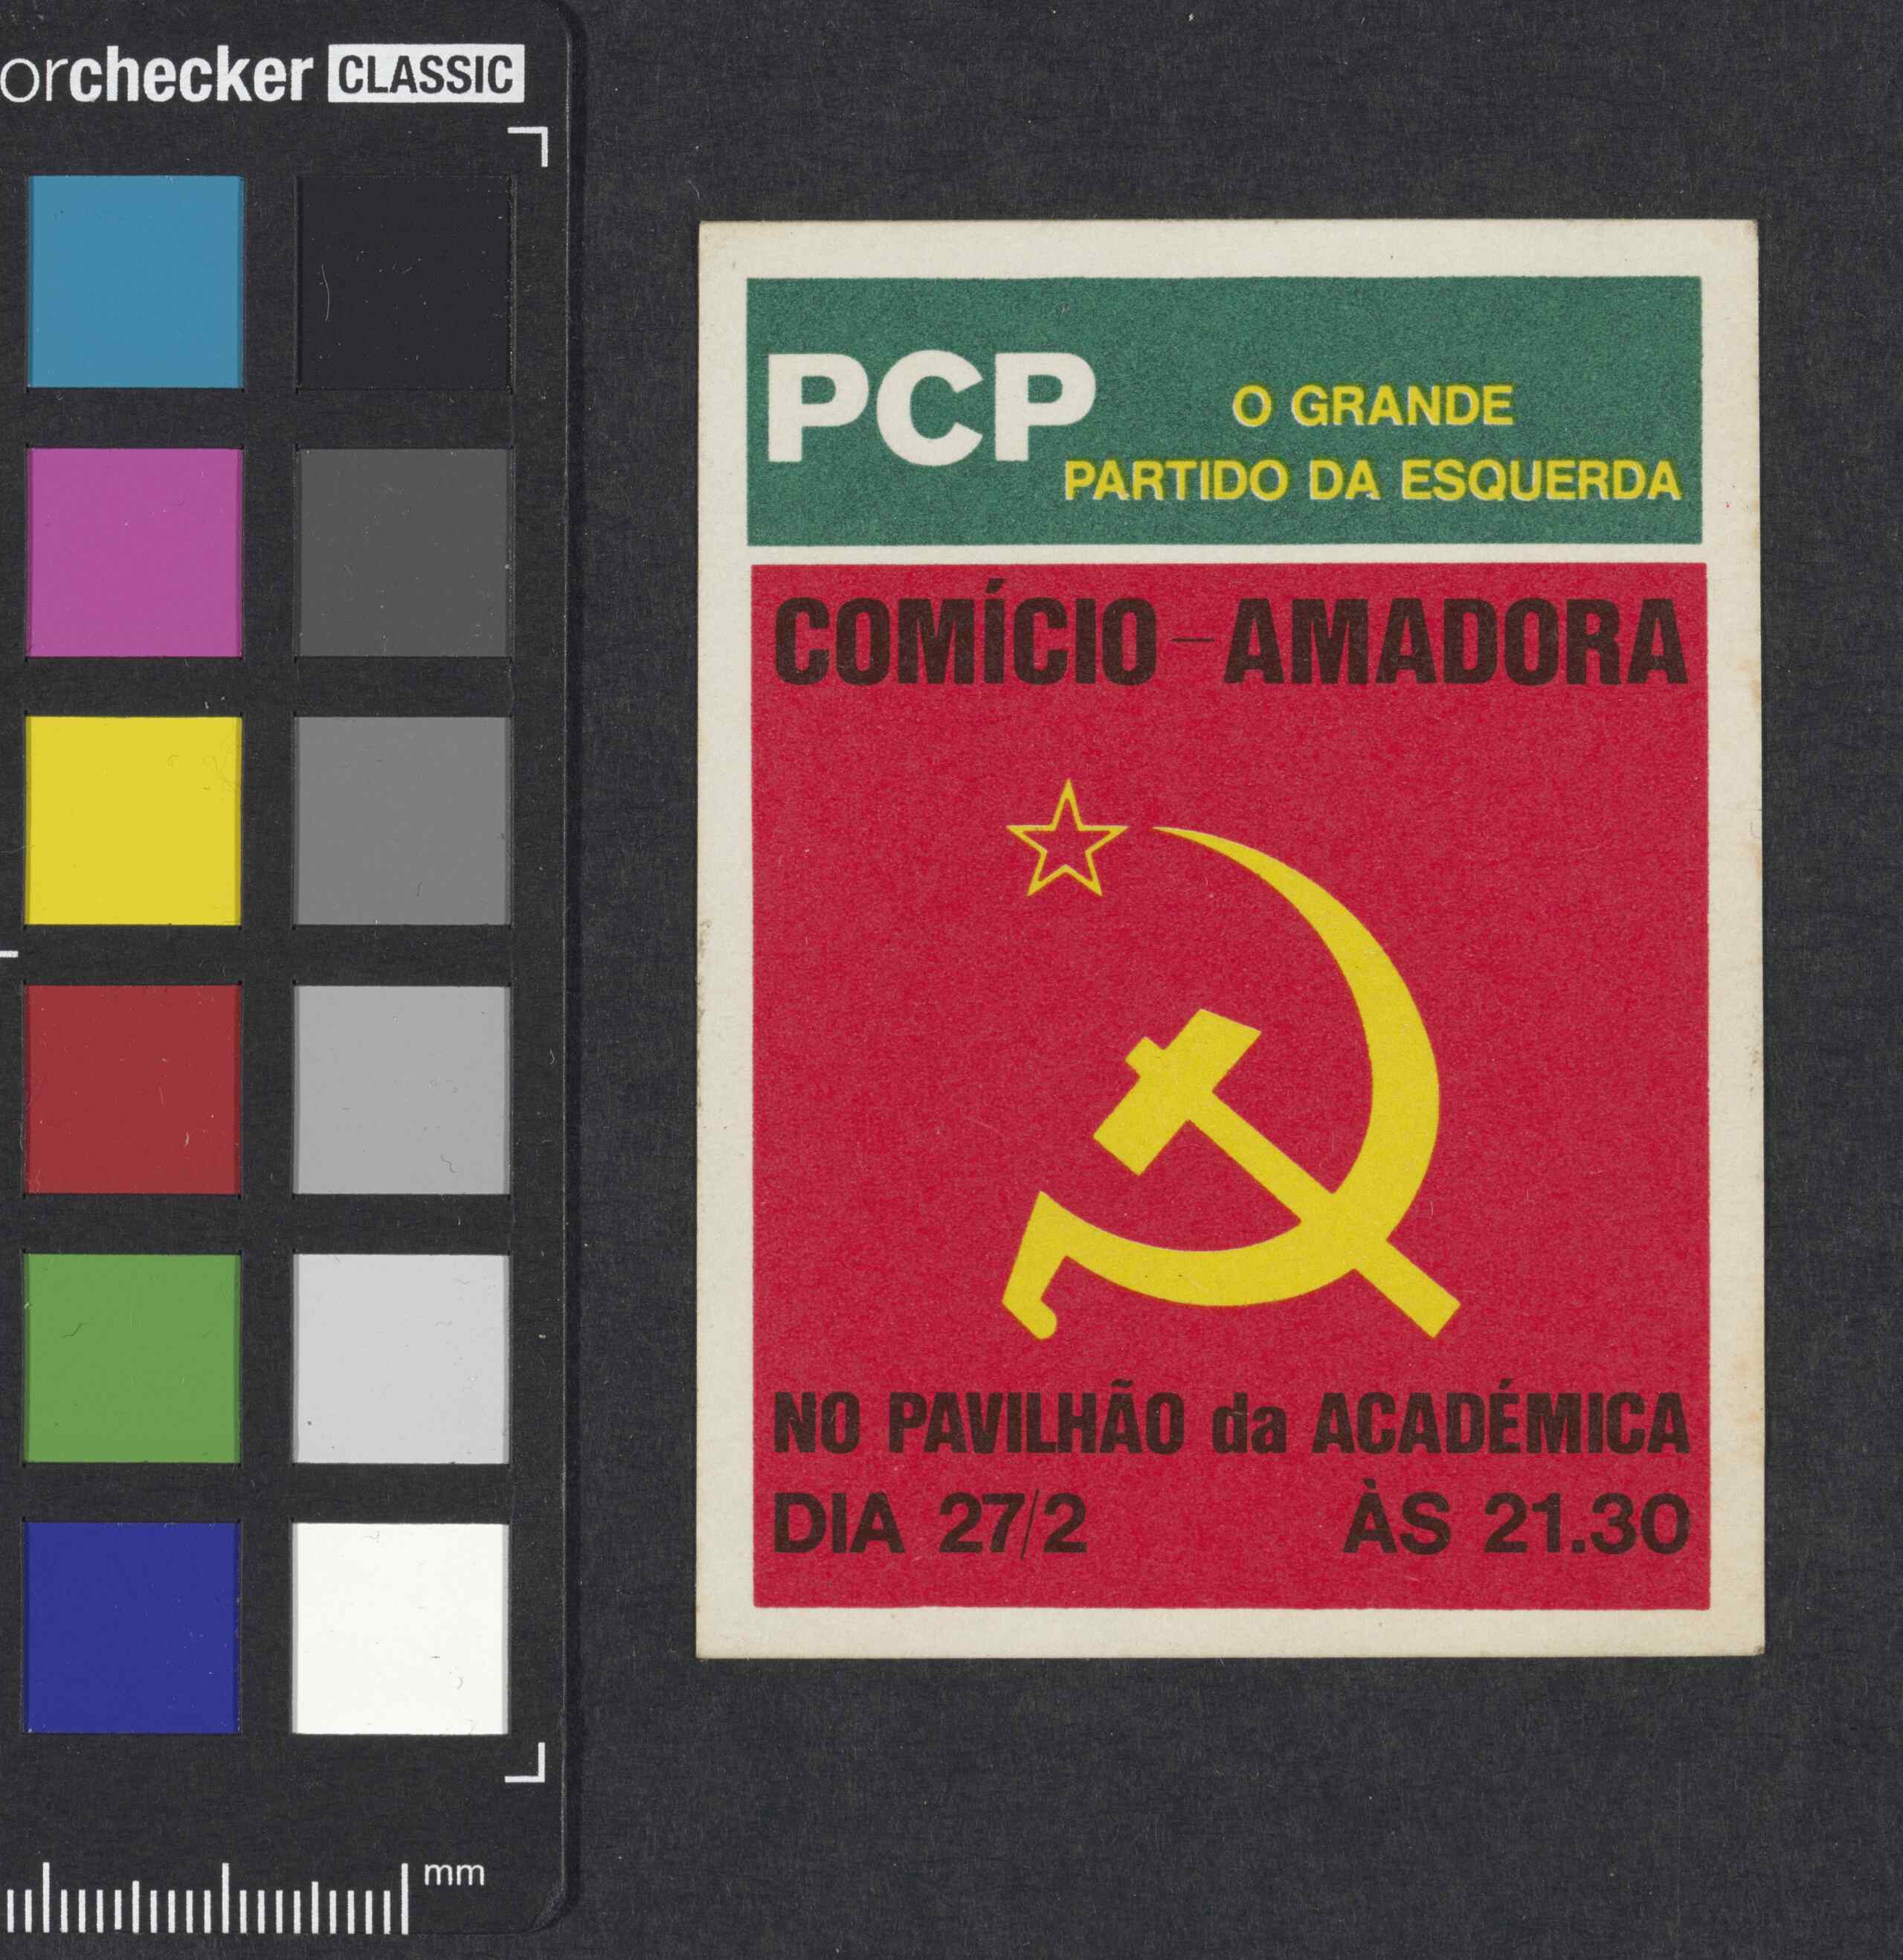 orchecker CLASSIC
PCP
O GRANDE
PARTIDO DA ESQUERDA
COMÍCIO - AMADORA
NO PAVILHÃO da ACADÉMICA
DIA 27/2 ÀS 21.30
mm